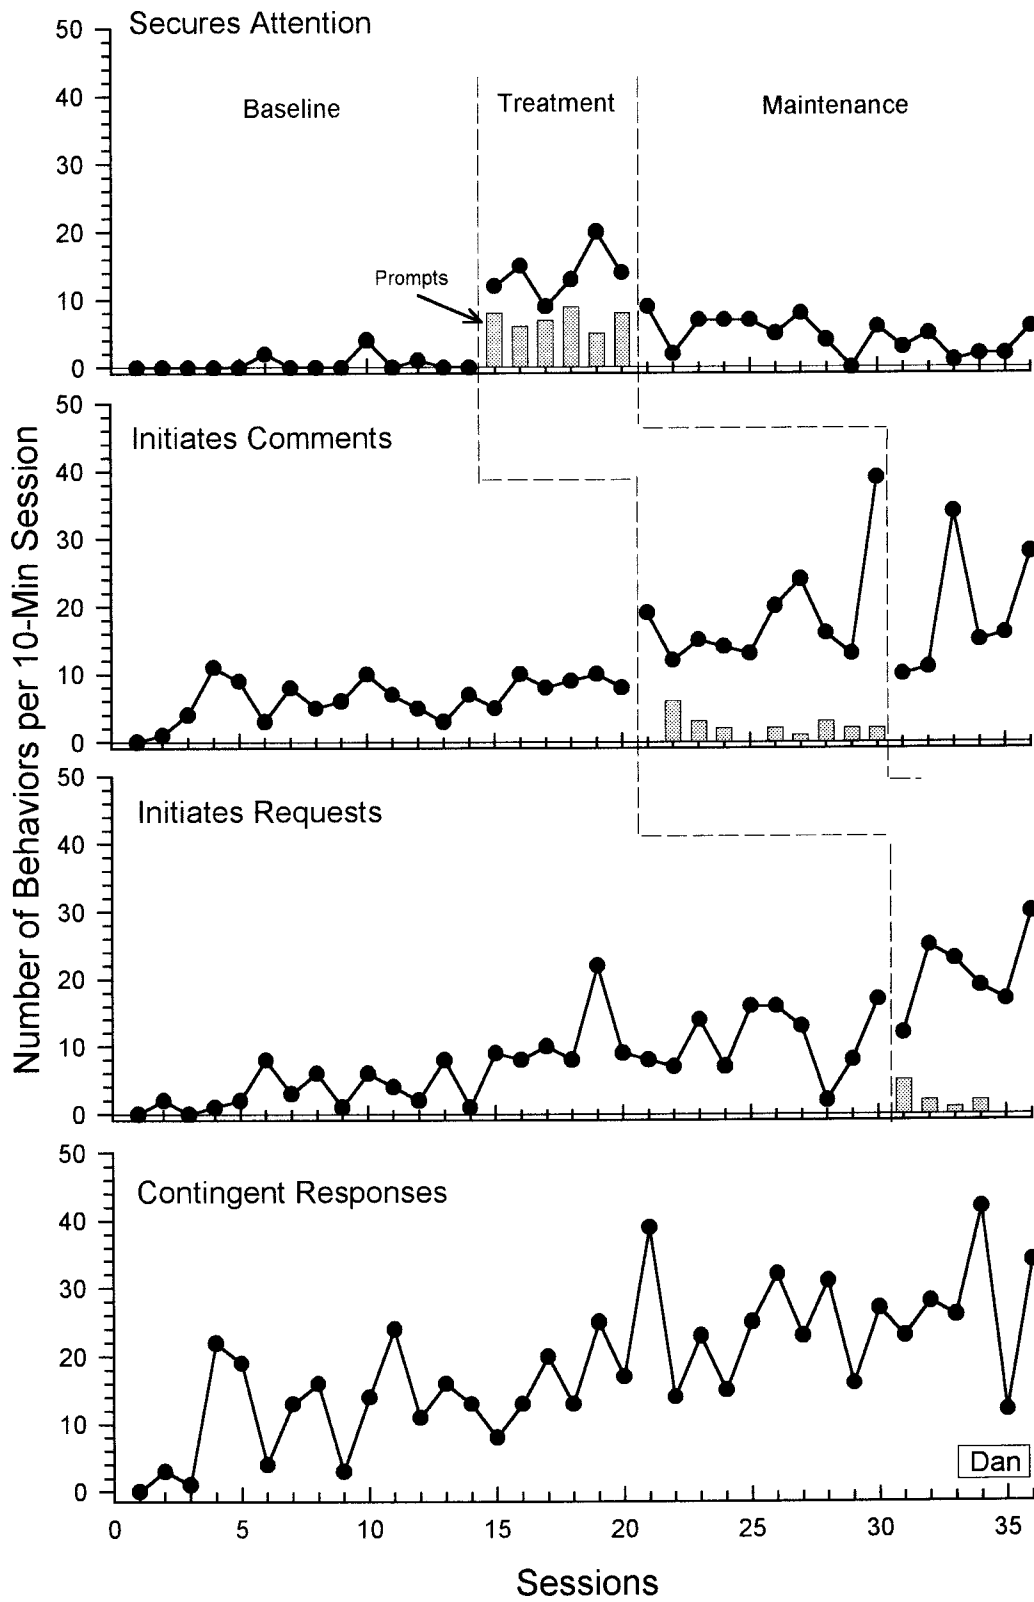 Secures Attention
50
40
30
20
10
0
Baseline
Treatment
Maintenance
Prompts
Number of Behaviors per 10-Min Session
Initiates Comments
50
40
30
20
10
0
Initiates Requests
50
40
30
20
10
0
Contingent Responses
50
40
30
20
10
0
Dan
0 5 10 15 20 25 30 35
Sessions